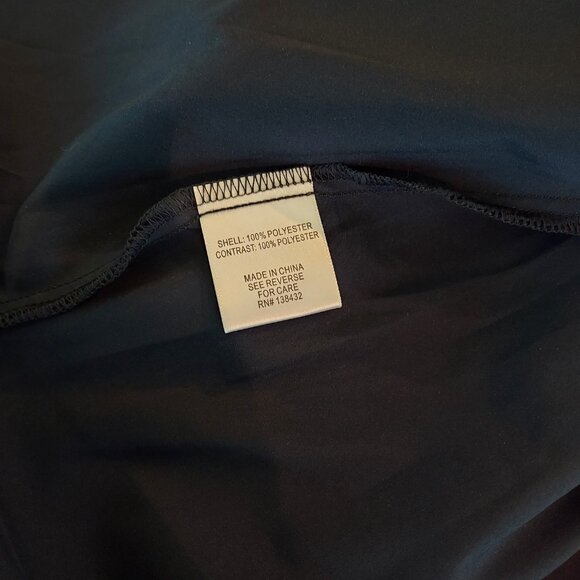 SHELL: 100% POLYESTER
CONTRAST: 100% POLYESTER
MADE IN CHINA
SEE REVERSE
FOR CARE
RN# 138432